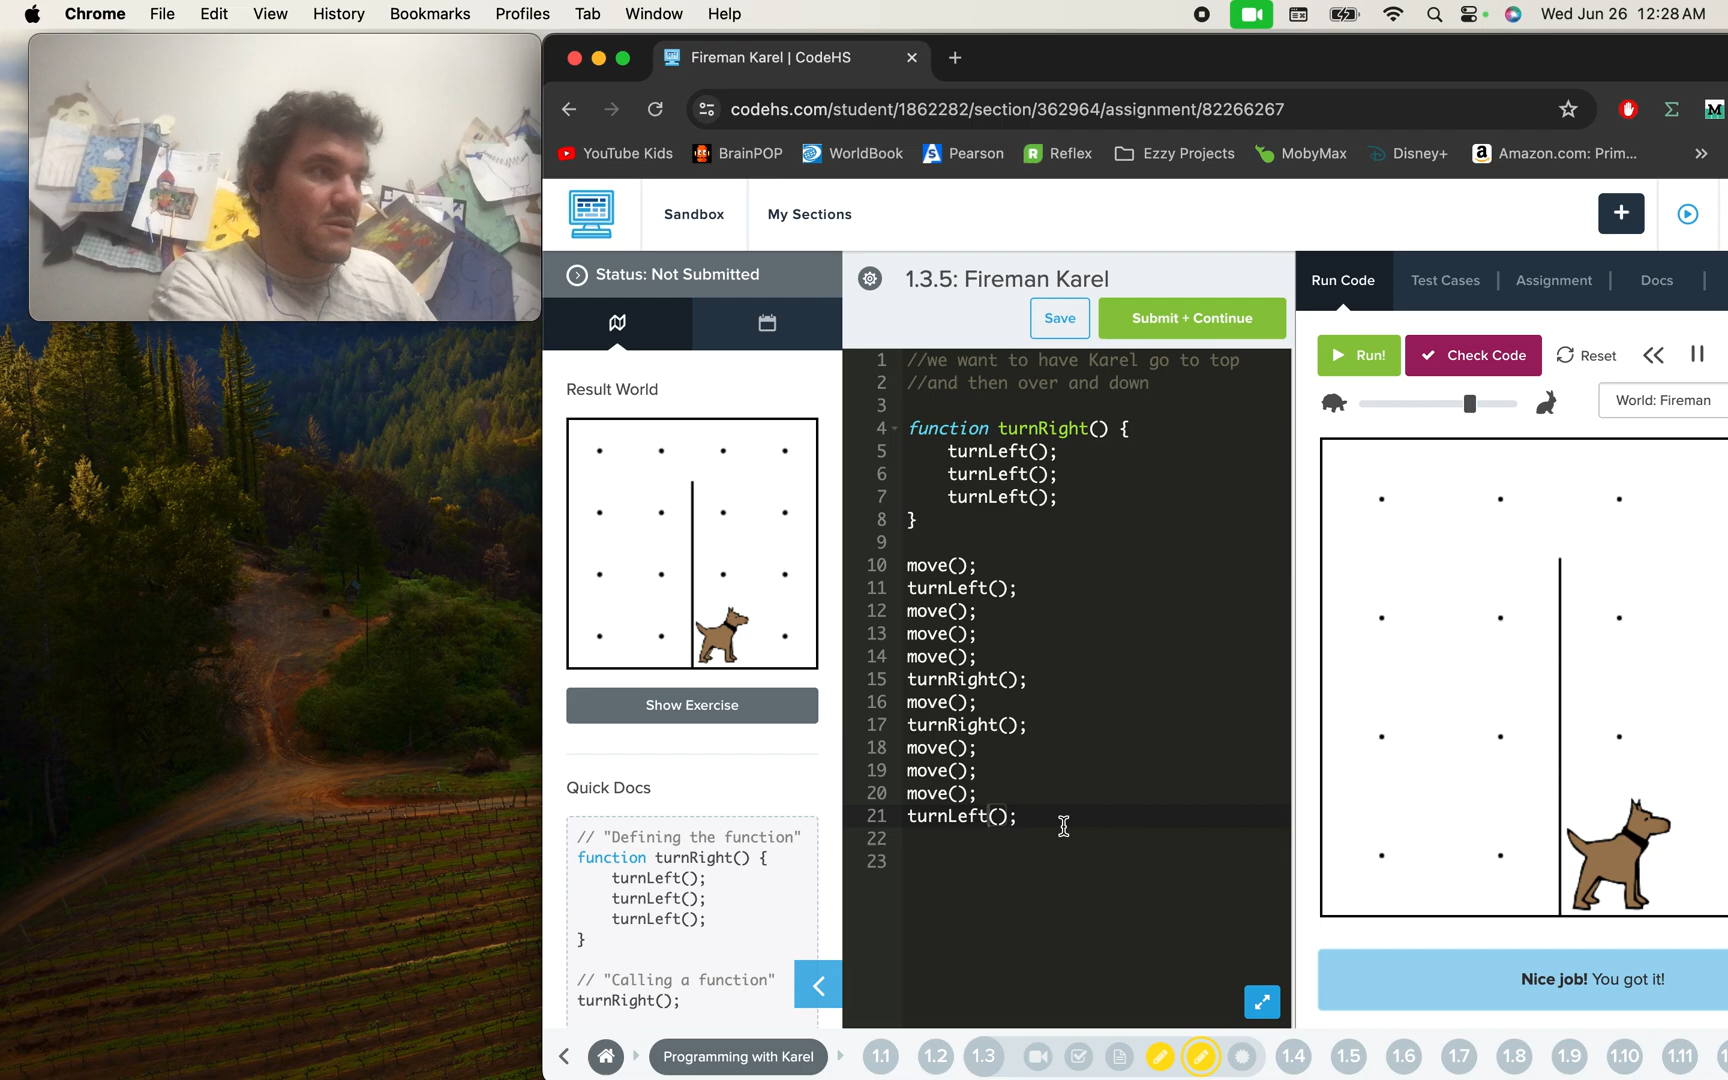 Chrome File Edit View History Bookmarks Profiles Tab Window Help Wed Jun 26 12:28 AM
Fireman Karel | CodeHS
codehs.com/student/1862282/section/362964/assignment/82266267
YouTube Kids BrainPOP WorldBook Pearson Reflex Ezzy Projects MobyMax Disney+ Amazon.com: Prim...
Sandbox My Sections
Status: Not Submitted
1.3.5: Fireman Karel
Save Submit + Continue
Run Code Test Cases Assignment Docs
Run! Check Code Reset
World: Fireman
Result World
Show Exercise
Quick Docs
// "Defining the function"
function turnRight() {
turnLeft();
turnLeft();
turnLeft();
}
// "Calling a function"
turnRight();
1 //we want to have Karel go to top
2 //and then over and down
3
4 function turnRight() {
5 turnLeft();
6 turnLeft();
7 turnLeft();
8 }
9
10 move();
11 turnLeft();
12 move();
13 move();
14 move();
15 turnRight();
16 move();
17 turnRight();
18 move();
19 move();
20 move();
21 turnLeft();
22
23
Nice job! You got it!
Programming with Karel 1.1 1.2 1.3 1.4 1.5 1.6 1.7 1.8 1.9 1.10 1.11